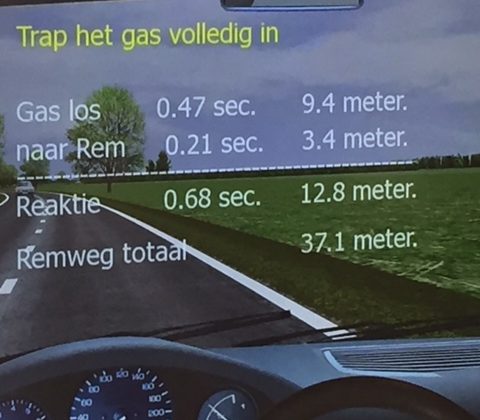 Trap het gas volledig in
Gas los 0.47 sec. 9.4 meter.
naar Rem 0.21 sec. 3.4 meter.
Reaktie 0.68 sec. 12.8 meter.
Remweg totaal 37.1 meter.